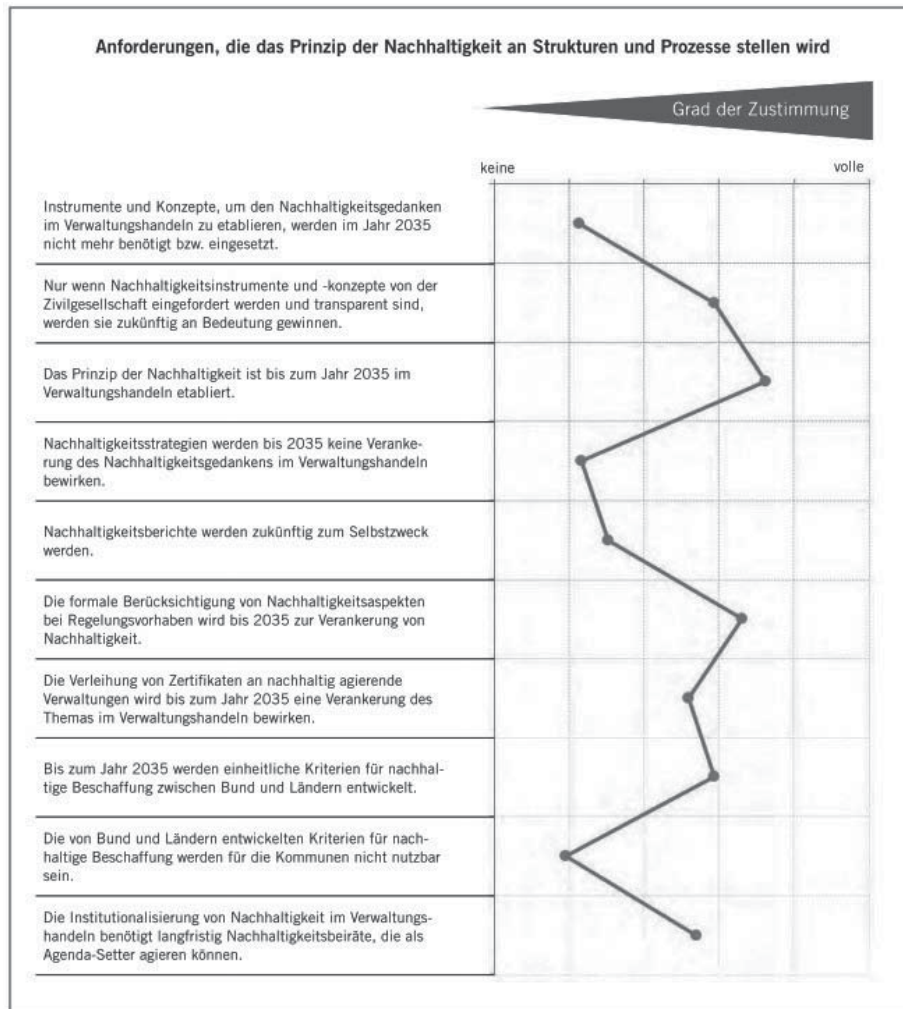 Anforderungen, die das Prinzip der Nachhaltigkeit an Strukturen und Prozesse stellen wird
Grad der Zustimmung
keine
volle
Instrumente und Konzepte, um den Nachhaltigkeitsgedanken
im Verwaltungshandeln zu etablieren, werden im Jahr 2035
nicht mehr benötigt bzw. eingesetzt.
Nur wenn Nachhaltigkeitsinstrumente und -konzepte von der
Zivilgesellschaft eingefordert werden und transparent sind,
werden sie zukünftig an Bedeutung gewinnen.
Das Prinzip der Nachhaltigkeit ist bis zum Jahr 2035 im
Verwaltungshandeln etabliert.
Nachhaltigkeitsstrategien werden bis 2035 keine Veranke-
rung des Nachhaltigkeitsgedankens im Verwaltungshandeln
bewirken.
Nachhaltigkeitsberichte werden zukünftig zum Selbstzweck
werden.
Die formale Berücksichtigung von Nachhaltigkeitsaspekten
bei Regelungsvorhaben wird bis 2035 zur Verankerung von
Nachhaltigkeit.
Die Verleihung von Zertifikaten an nachhaltig agierende
Verwaltungen wird bis zum Jahr 2035 eine Verankerung des
Themas im Verwaltungshandeln bewirken.
Bis zum Jahr 2035 werden einheitliche Kriterien für nachhal-
tige Beschaffung zwischen Bund und Ländern entwickelt.
Die von Bund und Ländern entwickelten Kriterien für nach-
haltige Beschaffung werden für die Kommunen nicht nutzbar
sein.
Die Institutionalisierung von Nachhaltigkeit im Verwaltungs-
handeln benötigt langfristig Nachhaltigkeitsbeiräte, die als
Agenda-Setter agieren können.